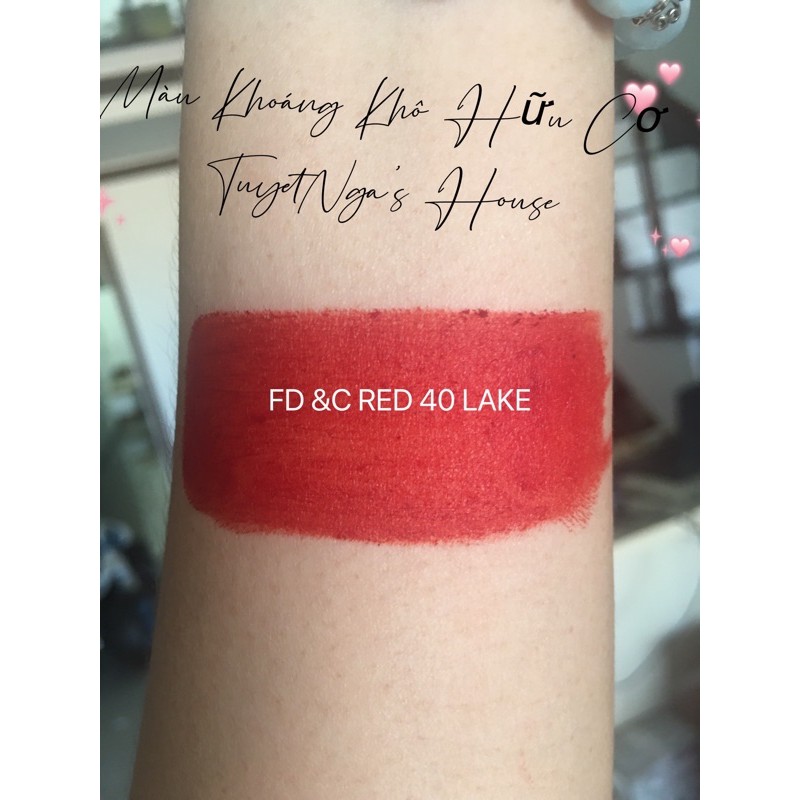 Màu Khoáng Khô Hữu Cơ
TuyetNga's House
FD &C RED 40 LAKE